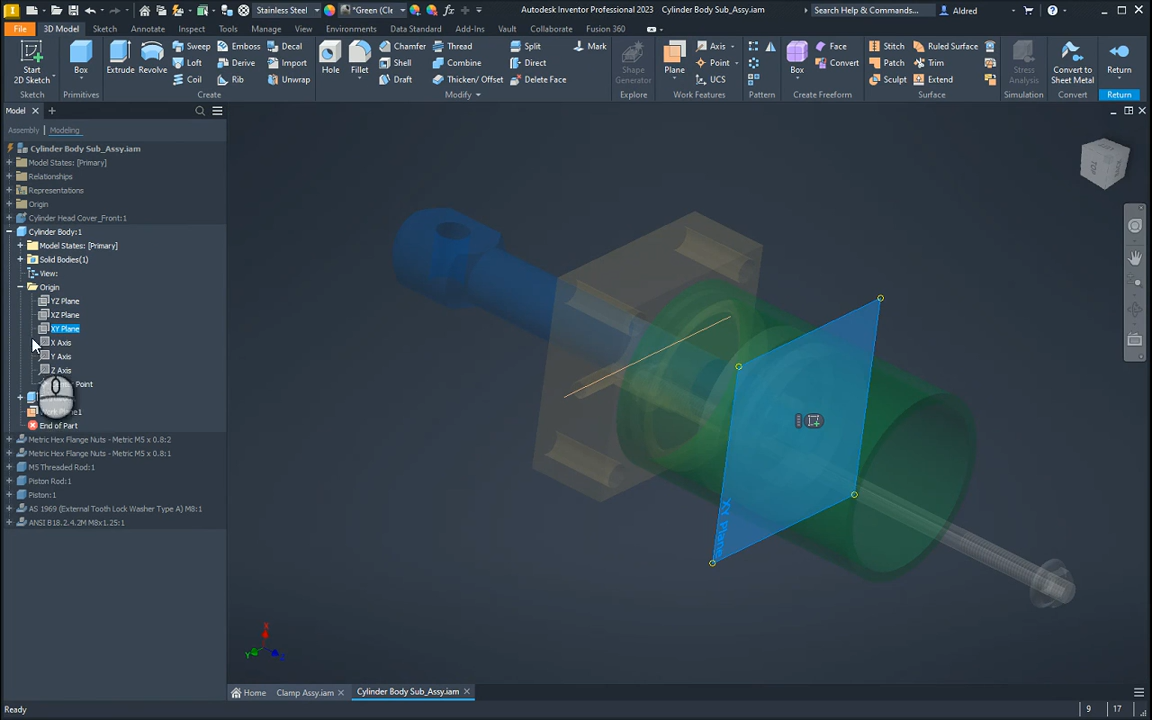 Stainless Steel
*Green (Cle
Autodesk Inventor Professional 2023 Cylinder Body Sub_Assy.iam
Search Help & Commands...
Aldred
File 3D Model Sketch Annotate Inspect Tools Manage View Environments Data Standard Add-Ins Vault Collaborate Fusion 360
Start
2D Sketch
Box
Extrude
Revolve
Sweep Emboss Decal
Loft Derive Import
Coil Rib Unwrap
Hole
Fillet
Chamfer Thread Split Mark
Shell Combine Direct
Draft Thicken/ Offset Delete Face
Shape
Generator
Plane
Axis
Point
UCS
Box
Face
Convert
Stitch Ruled Surface
Patch Trim
Sculpt Extend
Stress
Analysis
Convert to
Sheet Metal
Return
Sketch Primitives Create Modify Explore Work Features Pattern Create Freeform Surface Simulation Convert Return
Model
Assembly Modeling
Cylinder Body Sub_Assy.iam
Model States: [Primary]
Relationships
Representations
Origin
Cylinder Head Cover_Front:1
Cylinder Body:1
Model States: [Primary]
Solid Bodies(1)
View:
Origin
YZ Plane
XZ Plane
XY Plane
X Axis
Y Axis
Z Axis
Point
End of Part
Metric Hex Flange Nuts - Metric M5 x 0.8:2
Metric Hex Flange Nuts - Metric M5 x 0.8:1
M5 Threaded Rod:1
Piston Rod:1
Piston:1
AS 1969 (External Tooth Lock Washer Type A) M8:1
ANSI B18.2.4.2M M8x1.25:1
XY Plane
TOP
X
Y
Z
Home Clamp Assy.iam Cylinder Body Sub_Assy.iam
Ready
9 17